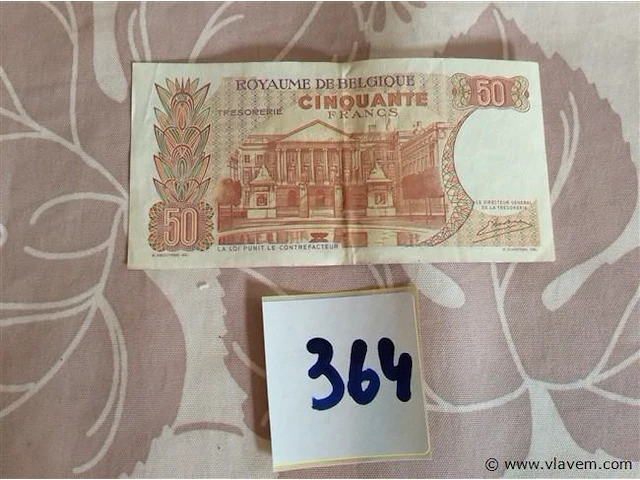 ROYAUME DE BELGIQUE
50
TRESORERIE
CINQUANTE
FRANCS
LE DIRECTEUR GENERAL
DE LA TRESORERIE
50
LA LOI PUNIT LE CONTREFACTEUR
364
© www.vlavem.com